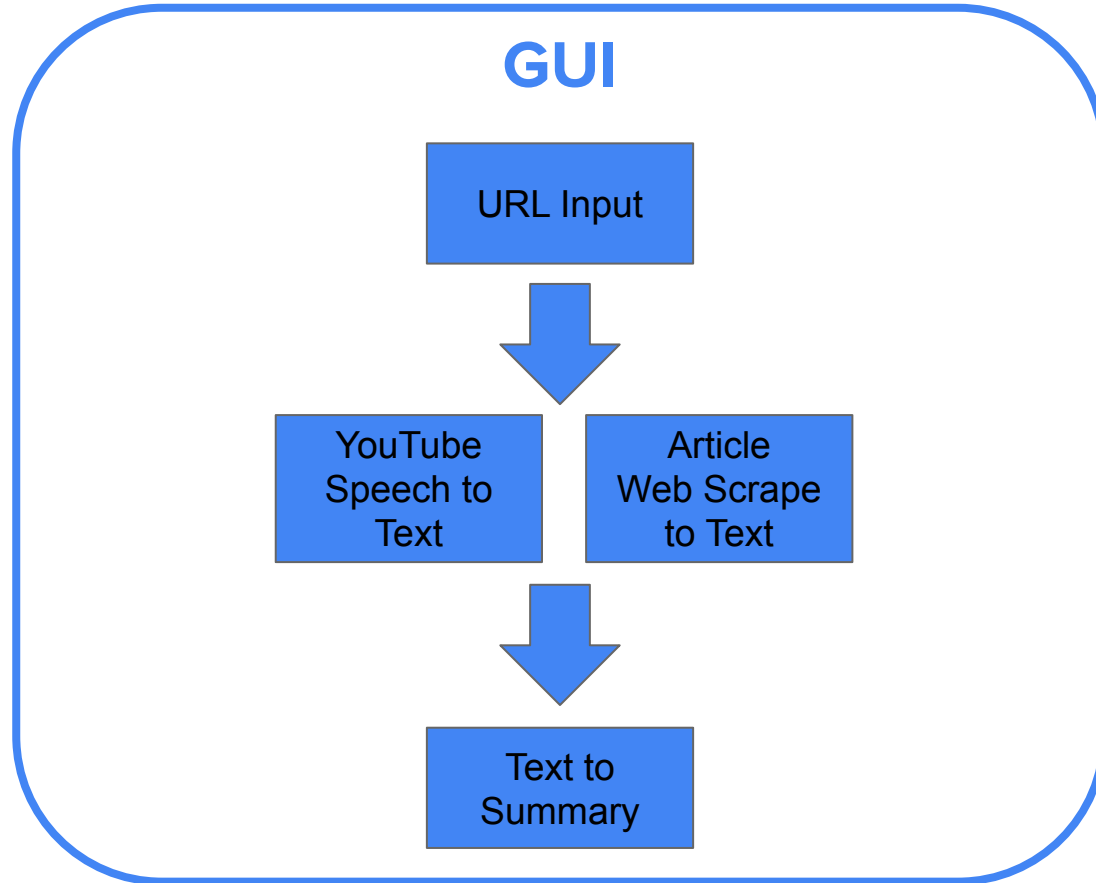 GUI
URL Input
YouTube
Speech to
Text
Article
Web Scrape
to Text
Text to
Summary